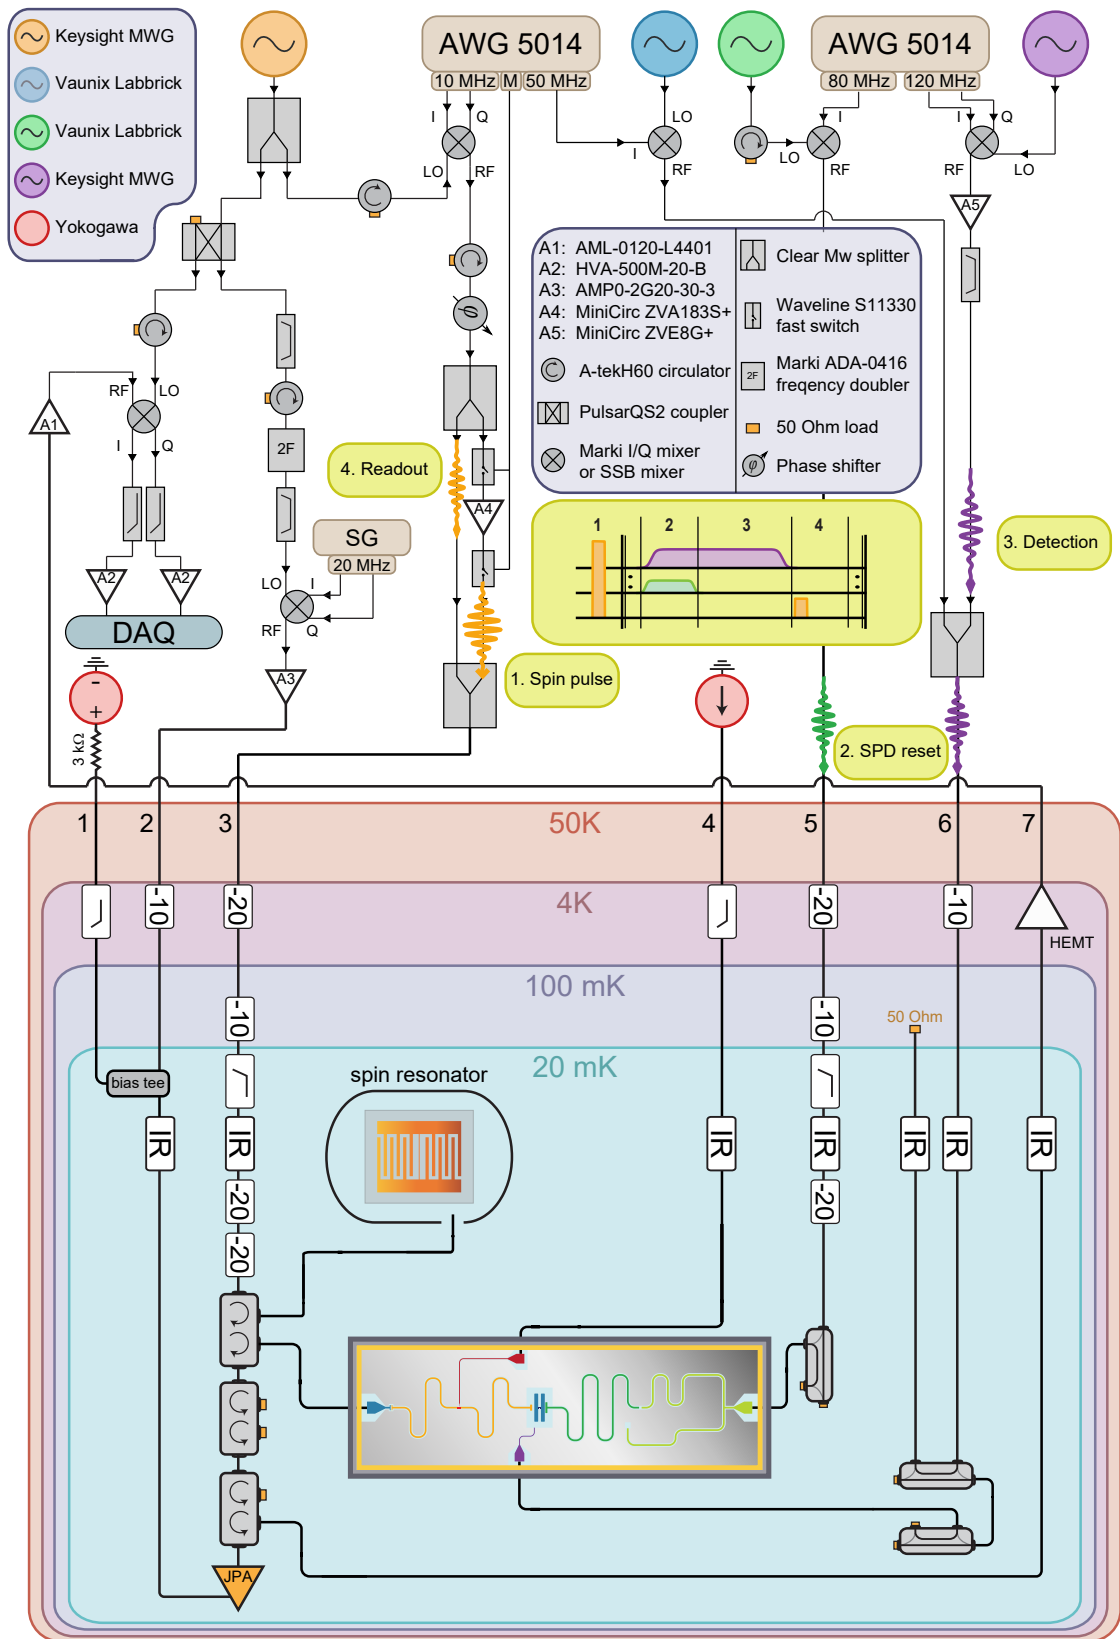 Keysight MWG
Vaunix Labbrick
Vaunix Labbrick
Keysight MWG
Yokogawa
AWG 5014
10 MHz
M
50 MHz
AWG 5014
80 MHz
120 MHz
I
Q
LO
RF
LO
I
RF
I
LO
I
Q
RF
LO
A5
A1: AML-0120-L4401
A2: HVA-500M-20-B
A3: AMP0-2G20-30-3
A4: MiniCirc ZVA183S+
A5: MiniCirc ZVE8G+
A-tekH60 circulator
PulsarQS2 coupler
Marki I/Q mixer
or SSB mixer
Clear Mw splitter
Waveline S11330
fast switch
2F
Marki ADA-0416
freqency doubler
50 Ohm load
φ
Phase shifter
φ
RF
LO
I
Q
A1
2F
4. Readout
A4
SG
20 MHz
LO
I
RF
Q
A2
A2
DAQ
A3
1
2
3
4
3. Detection
1. Spin pulse
2. SPD reset
-
+
3 kΩ
1
2
3
50K
4
5
6
7
4K
-10
-20
-20
-10
HEMT
100 mK
-10
-10
50 Ohm
20 mK
bias tee
spin resonator
IR
IR
IR
IR
IR
IR
IR
-20
-20
-20
JPA